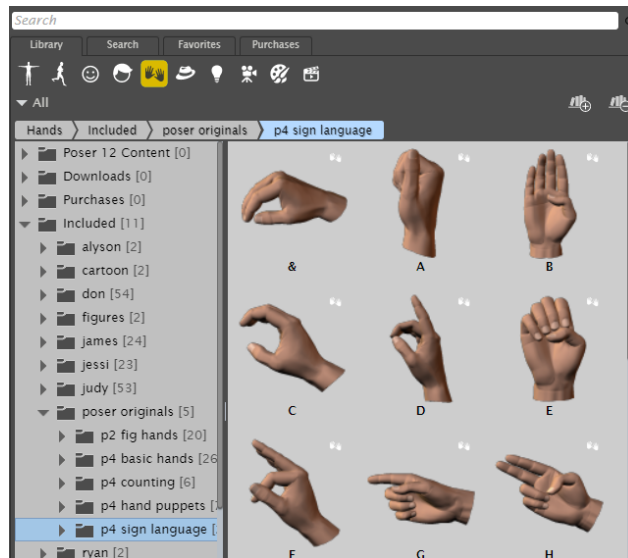 Search
Library Search Favorites Purchases
All
Hands Included poser originals p4 sign language
Poser 12 Content [0]
Downloads [0]
Purchases [0]
Included [11]
alyson [2]
cartoon [2]
don [54]
figures [2]
james [24]
jessi [23]
judy [53]
poser originals [5]
p2 fig hands [20]
p4 basic hands [26
p4 counting [6]
p4 hand puppets [
p4 sign language [
ryan [2]
& A B
C D E
F G H